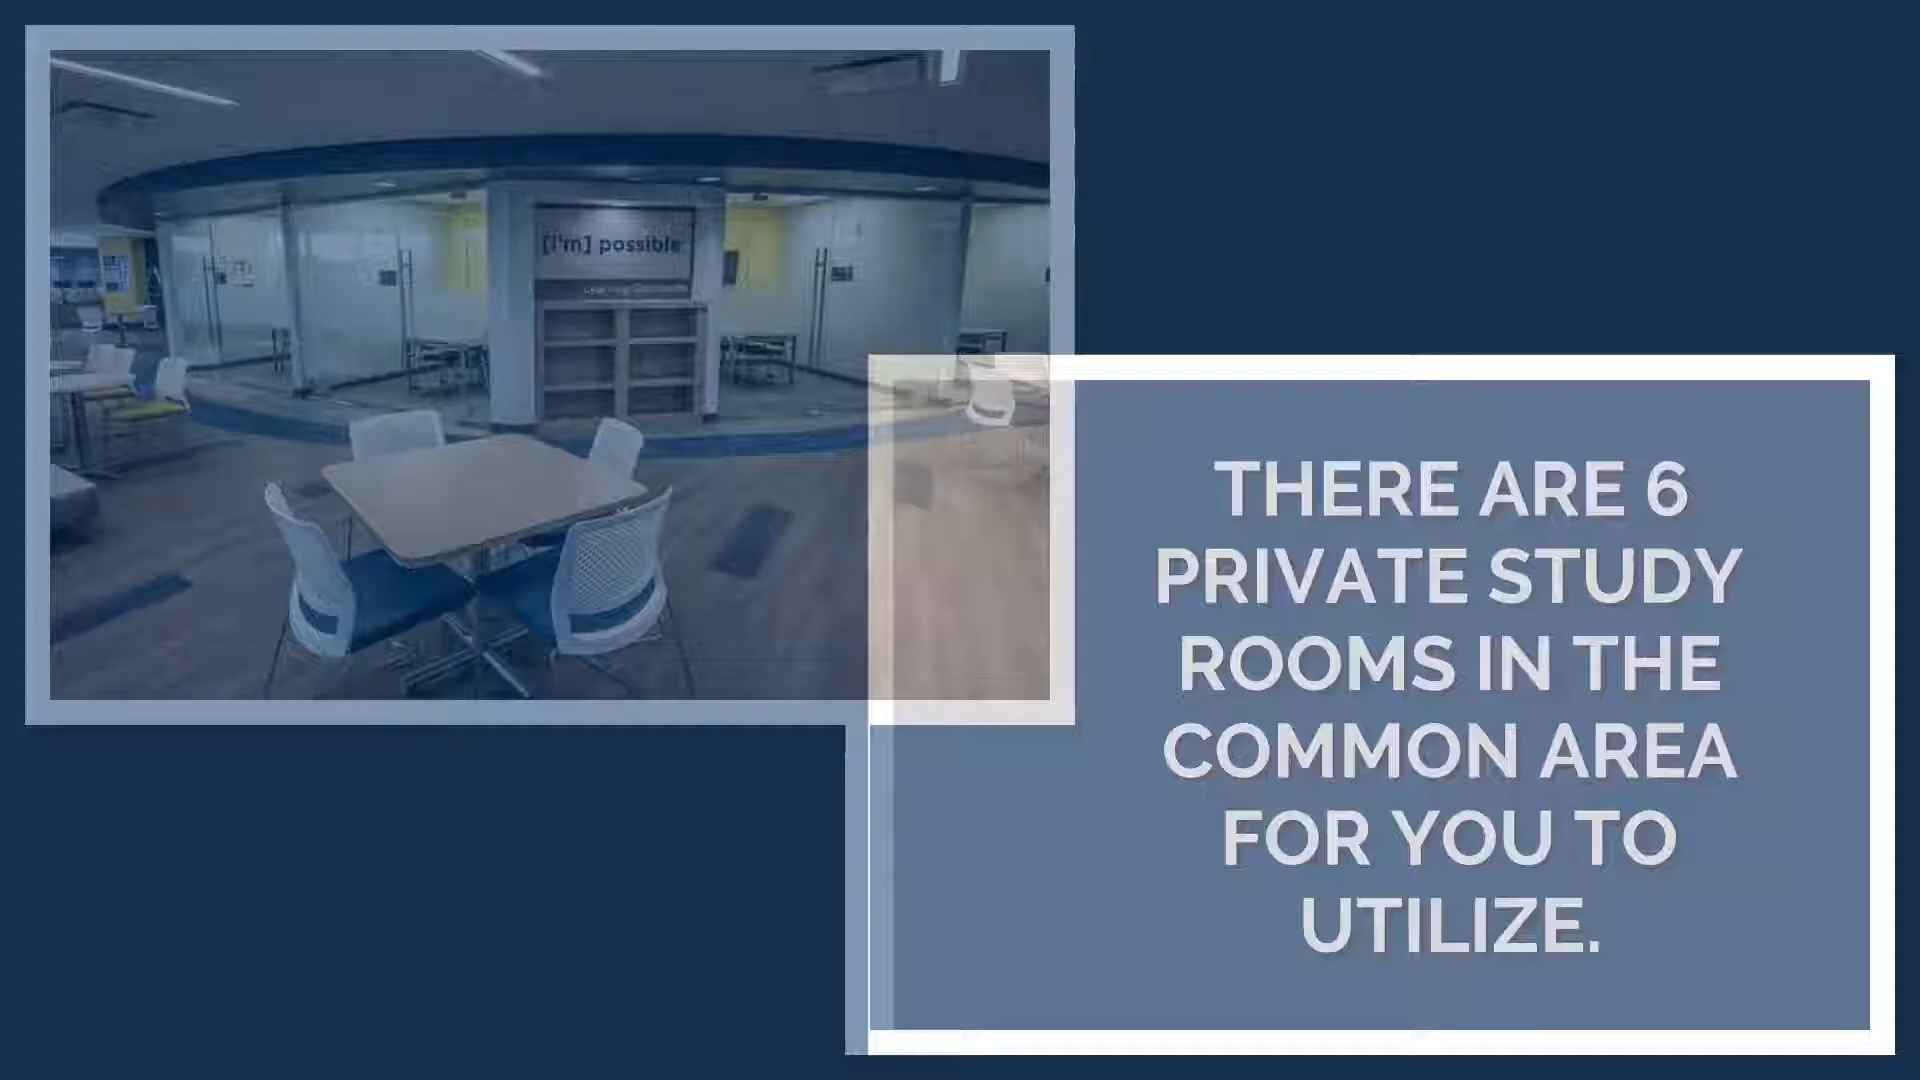 [i'm] possible
THERE ARE 6
PRIVATE STUDY
ROOMS IN THE
COMMON AREA
FOR YOU TO
UTILIZE.